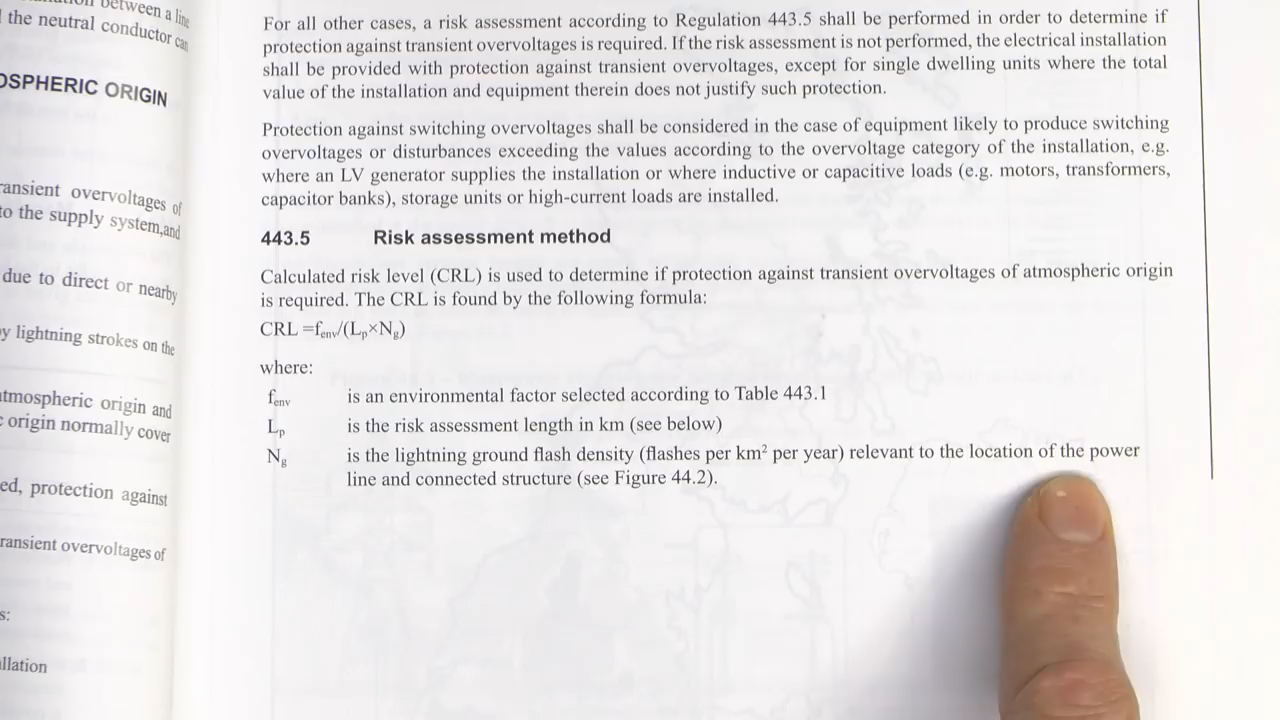 between a line
the neutral conductor can
OSPHERIC ORIGIN
ransient overvoltages of
to the supply system, and
due to direct or nearby
y lightning strokes on the
tmospheric origin and
origin normally cover
ed, protection against
ransient overvoltages of
s:
llation
For all other cases, a risk assessment according to Regulation 443.5 shall be performed in order to determine if
protection against transient overvoltages is required. If the risk assessment is not performed, the electrical installation
shall be provided with protection against transient overvoltages, except for single dwelling units where the total
value of the installation and equipment therein does not justify such protection.
Protection against switching overvoltages shall be considered in the case of equipment likely to produce switching
overvoltages or disturbances exceeding the values according to the overvoltage category of the installation, e.g.
where an LV generator supplies the installation or where inductive or capacitive loads (e.g. motors, transformers,
capacitor banks), storage units or high-current loads are installed.
443.5 Risk assessment method
Calculated risk level (CRL) is used to determine if protection against transient overvoltages of atmospheric origin
is required. The CRL is found by the following formula:
CRL =fenv/(Lp×Ng)
where:
fenv is an environmental factor selected according to Table 443.1
Lp is the risk assessment length in km (see below)
Ng is the lightning ground flash density (flashes per km² per year) relevant to the location of the power
line and connected structure (see Figure 44.2).